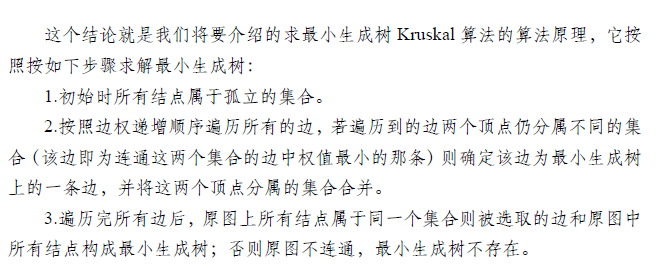 这个结论就是我们将要介绍的求最小生成树 Kruskal 算法的算法原理，它按
照按如下步骤求解最小生成树：
1.初始时所有结点属于孤立的集合。
2.按照边权递增顺序遍历所有的边，若遍历到的边两个顶点仍分属不同的集
合（该边即为连通这两个集合的边中权值最小的那条）则确定该边为最小生成树
上的一条边，并将这两个顶点分属的集合合并。
3.遍历完所有边后，原图上所有结点属于同一个集合则被选取的边和原图中
所有结点构成最小生成树；否则原图不连通，最小生成树不存在。